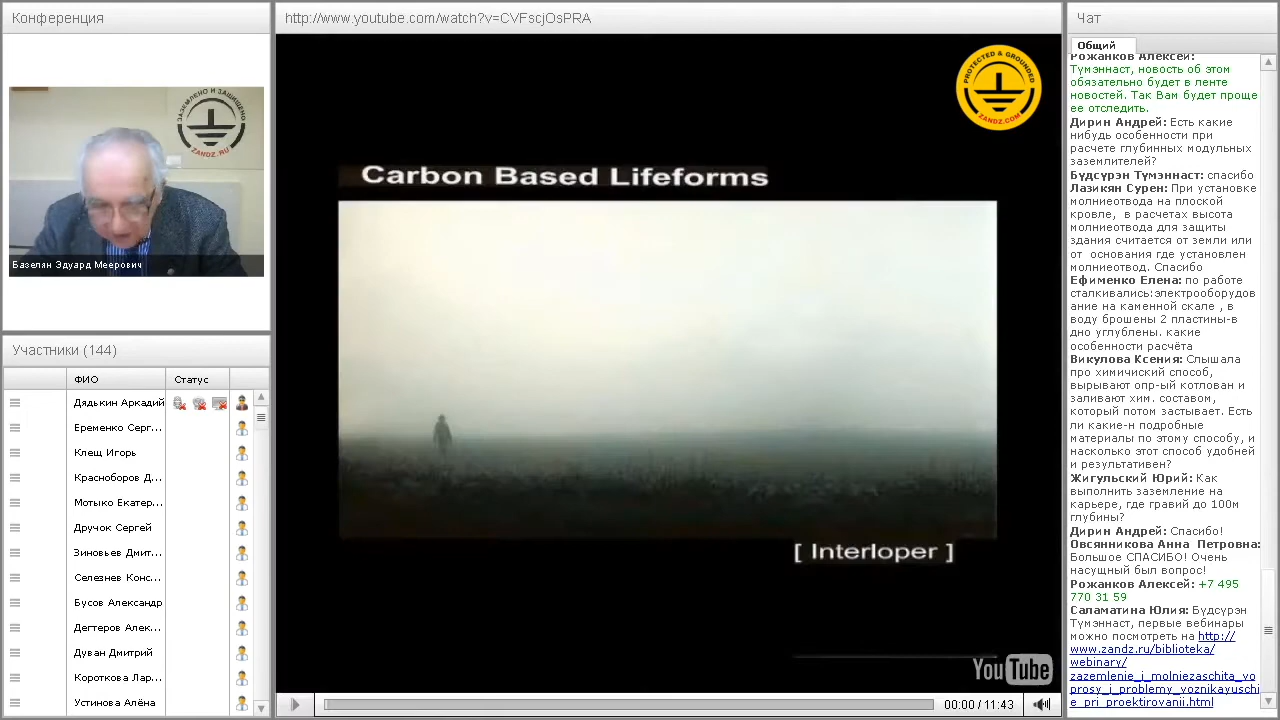 Конференция
ЗАЗЕМЛЕНО И ЗАЩИЩЕНО
ZANDZ.RU
Базелян Эдуард Меерович
Участники (144)
ФИО Статус
Дядькин Аркадий
Еременко Серг...
Клещ Игорь
Красноборов Д...
Мотыко Екатер...
Дручок Сергей
Зиновьев Дмит...
Селезнев Конс...
Бусов Александр
Дегтеров Алек...
Дуван Дмитрий
Короткова Лар...
Устинова Алёна
http://www.youtube.com/watch?v=CVFscjOsPRA
PROTECTED & GROUNDED
ZANDZ.COM
Carbon Based Lifeforms
[ Interloper ]
YouTube
00:00 / 11:43
Чат
Общий
Рожанков Алексей:
Түмэннаст, новость об этом
обязательно будет в ленте
новостей. Так Вам будет проще
ее отследить.
Дирин Андрей: Есть какие
нибудь особенности при
расчете глубинных модульных
заземлителей?
Будсүрэн Түмэннаст: спасибо
Лазикян Сурен: При установке
молниеотвода на плоской
кровле, в расчетах высота
молниеотвода для защиты
здания считается от земли или
от основания где установлен
молниеотвод. Спасибо
Ефименко Елена: по работе
сталкивались:электрооборудов
ание на каменной скале , в
воду брошены 2 пластины-в
дно углублены. какие
особенности расчёта
Викулова Ксения: Слышала
про химичиский способ,
вырывают опр-ый котлован и
заливают хим. составом,
который потом застывает. Есть
ли какие-н подробные
материлы по этому способу, и
насколько этот способ удобней
и результативен?
Жигульский Юрий: Как
выполнить заземление на
карьере, где гравий до 100м
глубины?
Дирин Андрей: Спасибо!
Овсянникова Анна Петровна:
Большое СПАСИБО! Очень
насущный был вопрос!
Рожанков Алексей: +7 495
770 31 59
Саламатина Юлия: Будсүрэн
Түмэннаст, первые вебинары
можно посмотреть на http://
www.zandz.ru/biblioteka/
webinary/
zazemlenie_i_molniezaschita_vo
prosy_i_problemy_voznikayuschi
e_pri_proektirovanii.html